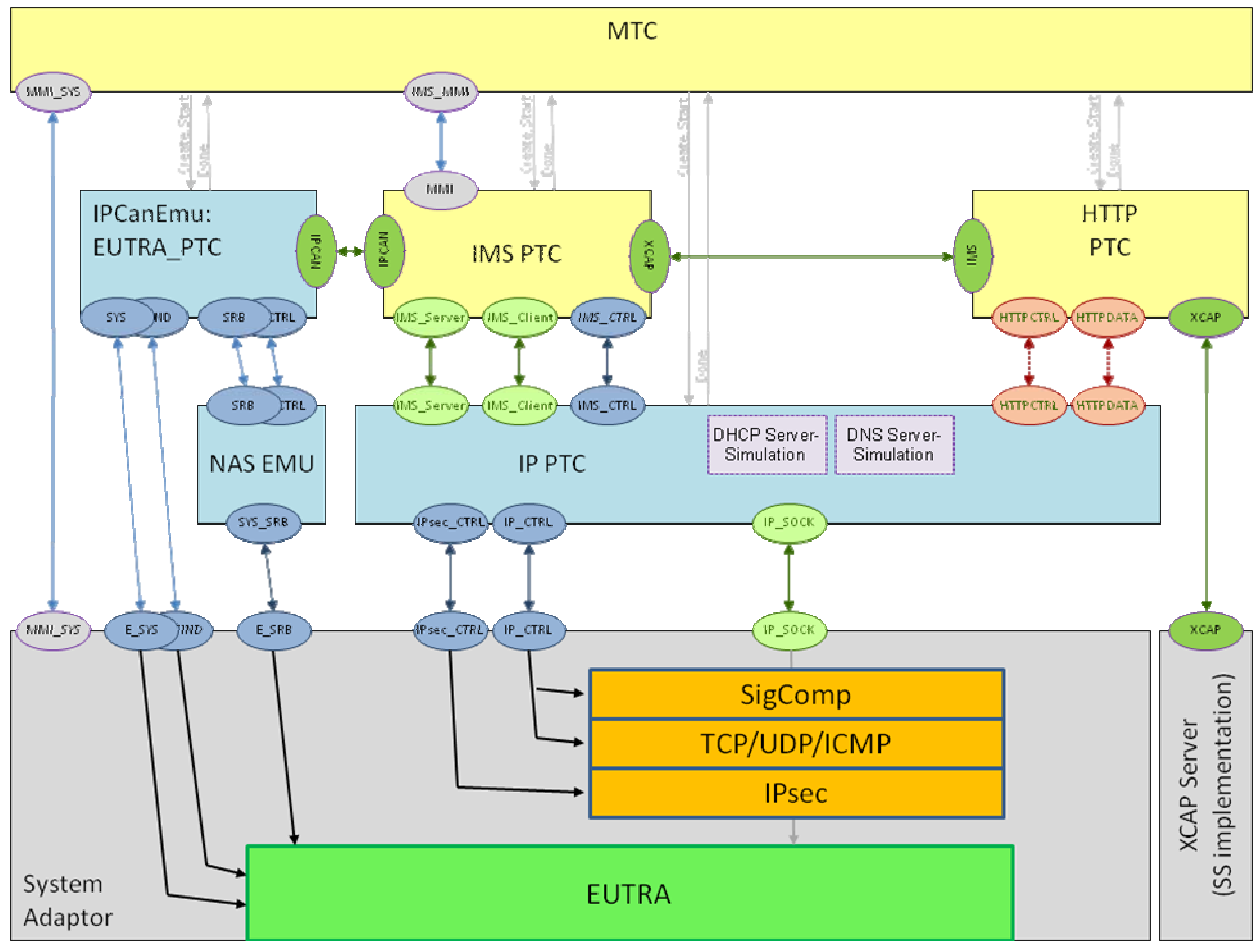 MTC
MMI_SYS
IMS_MMI
Create,Start
Done
Create,Start
Done
Create,Start
Done
Create,Start
Done
MMI
IPCanEmu:
EUTRA_PTC
IPCAN
IPCAN
IMS PTC
XCAP
SMI
HTTP
PTC
SYS
IND
SRB
CTRL
IMS_Server
IMS_Client
IMS_CTRL
HTTPCTRL
HTTPDATA
XCAP
SRB
CTRL
IMS_Server
IMS_Client
IMS_CTRL
HTTPCTRL
HTTPDATA
NAS EMU
IP PTC
DHCP Server-
Simulation
DNS Server-
Simulation
SYS_SRB
IPsec_CTRL
IP_CTRL
IP_SOCK
MMI_SYS
E_SYS
IND
E_SRB
IPsec_CTRL
IP_CTRL
IP_SOCK
XCAP
SigComp
TCP/UDP/ICMP
IPsec
EUTRA
System
Adaptor
XCAP Server
(SS implementation)